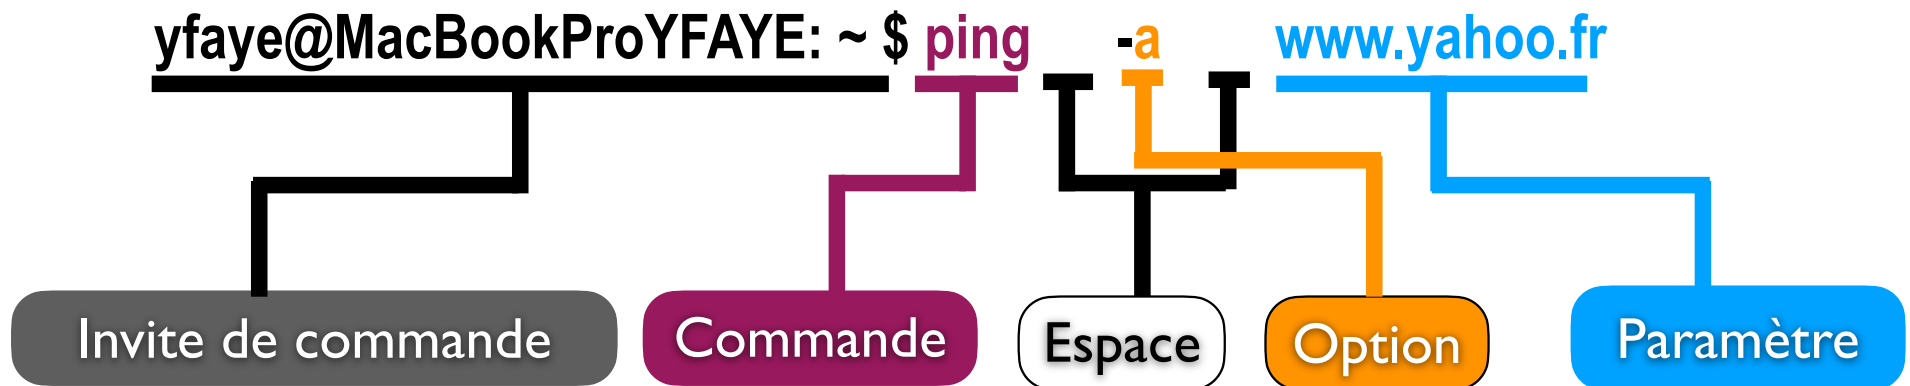 yfaye@MacBookProYFAYE: ~ $ ping -a www.yahoo.fr
Invite de commande Commande Espace Option Paramètre